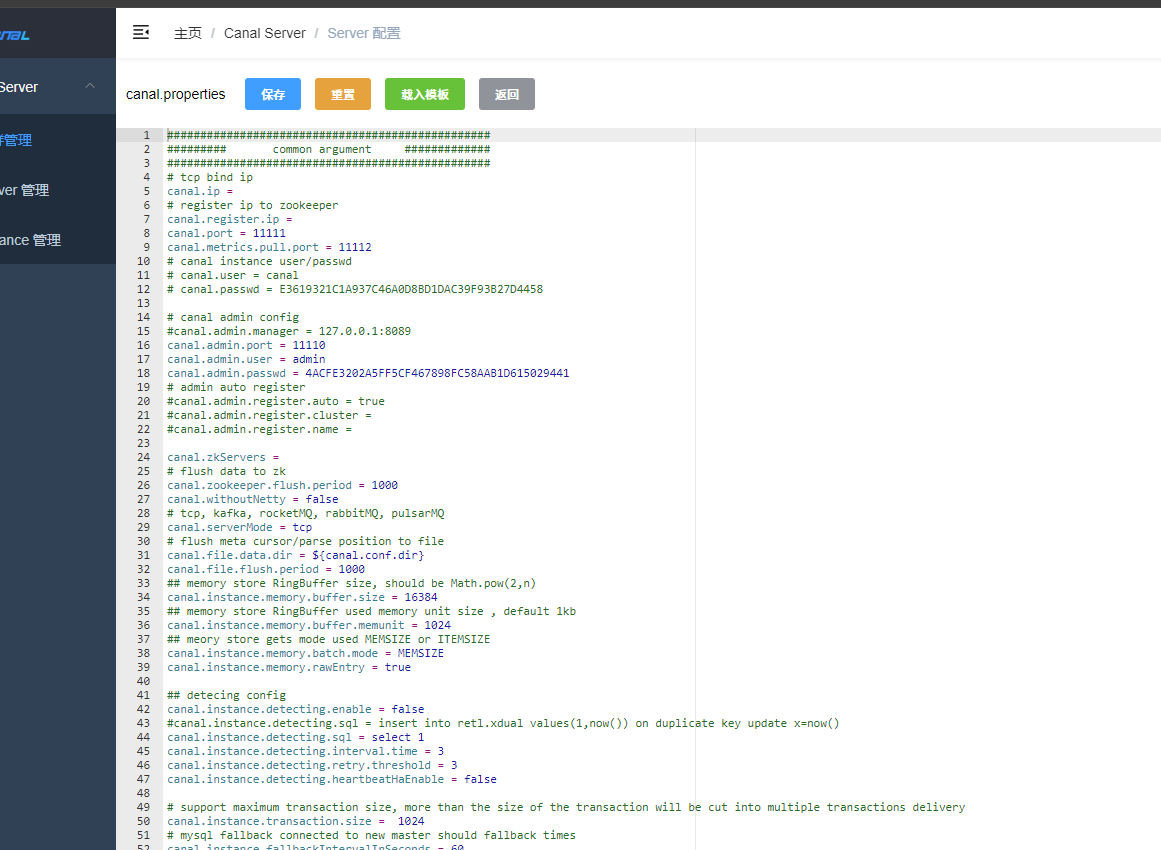 主页 / Canal Server / Server 配置
Server
管理
ver 管理
ance 管理
canal.properties 保存 重置 载入模板 返回
1 #################################################
2 ######### common argument #############
3 #################################################
4 # tcp bind ip
5 canal.ip =
6 # register ip to zookeeper
7 canal.register.ip =
8 canal.port = 11111
9 canal.metrics.pull.port = 11112
10 # canal instance user/passwd
11 # canal.user = canal
12 # canal.passwd = E3619321C1A937C46A0D8BD1DAC39F93B27D4458
13
14 # canal admin config
15 #canal.admin.manager = 127.0.0.1:8089
16 canal.admin.port = 11110
17 canal.admin.user = admin
18 canal.admin.passwd = 4ACFE3202A5FF5CF467898FC58AAB1D615029441
19 # admin auto register
20 #canal.admin.register.auto = true
21 #canal.admin.register.cluster =
22 #canal.admin.register.name =
23
24 canal.zkServers =
25 # flush data to zk
26 canal.zookeeper.flush.period = 1000
27 canal.withoutNetty = false
28 # tcp, kafka, rocketMQ, rabbitMQ, pulsarMQ
29 canal.serverMode = tcp
30 # flush meta cursor/parse position to file
31 canal.file.data.dir = ${canal.conf.dir}
32 canal.file.flush.period = 1000
33 ## memory store RingBuffer size, should be Math.pow(2,n)
34 canal.instance.memory.buffer.size = 16384
35 ## memory store RingBuffer used memory unit size , default 1kb
36 canal.instance.memory.buffer.memunit = 1024
37 ## meory store gets mode used MEMSIZE or ITEMSIZE
38 canal.instance.memory.batch.mode = MEMSIZE
39 canal.instance.memory.rawEntry = true
40
41 ## detecing config
42 canal.instance.detecting.enable = false
43 #canal.instance.detecting.sql = insert into retl.xdual values(1,now()) on duplicate key update x=now()
44 canal.instance.detecting.sql = select 1
45 canal.instance.detecting.interval.time = 3
46 canal.instance.detecting.retry.threshold = 3
47 canal.instance.detecting.heartbeatHaEnable = false
48
49 # support maximum transaction size, more than the size of the transaction will be cut into multiple transactions delivery
50 canal.instance.transaction.size = 1024
51 # mysql fallback connected to new master should fallback times
52 canal.instance.fallbackIntervalInSeconds = 60